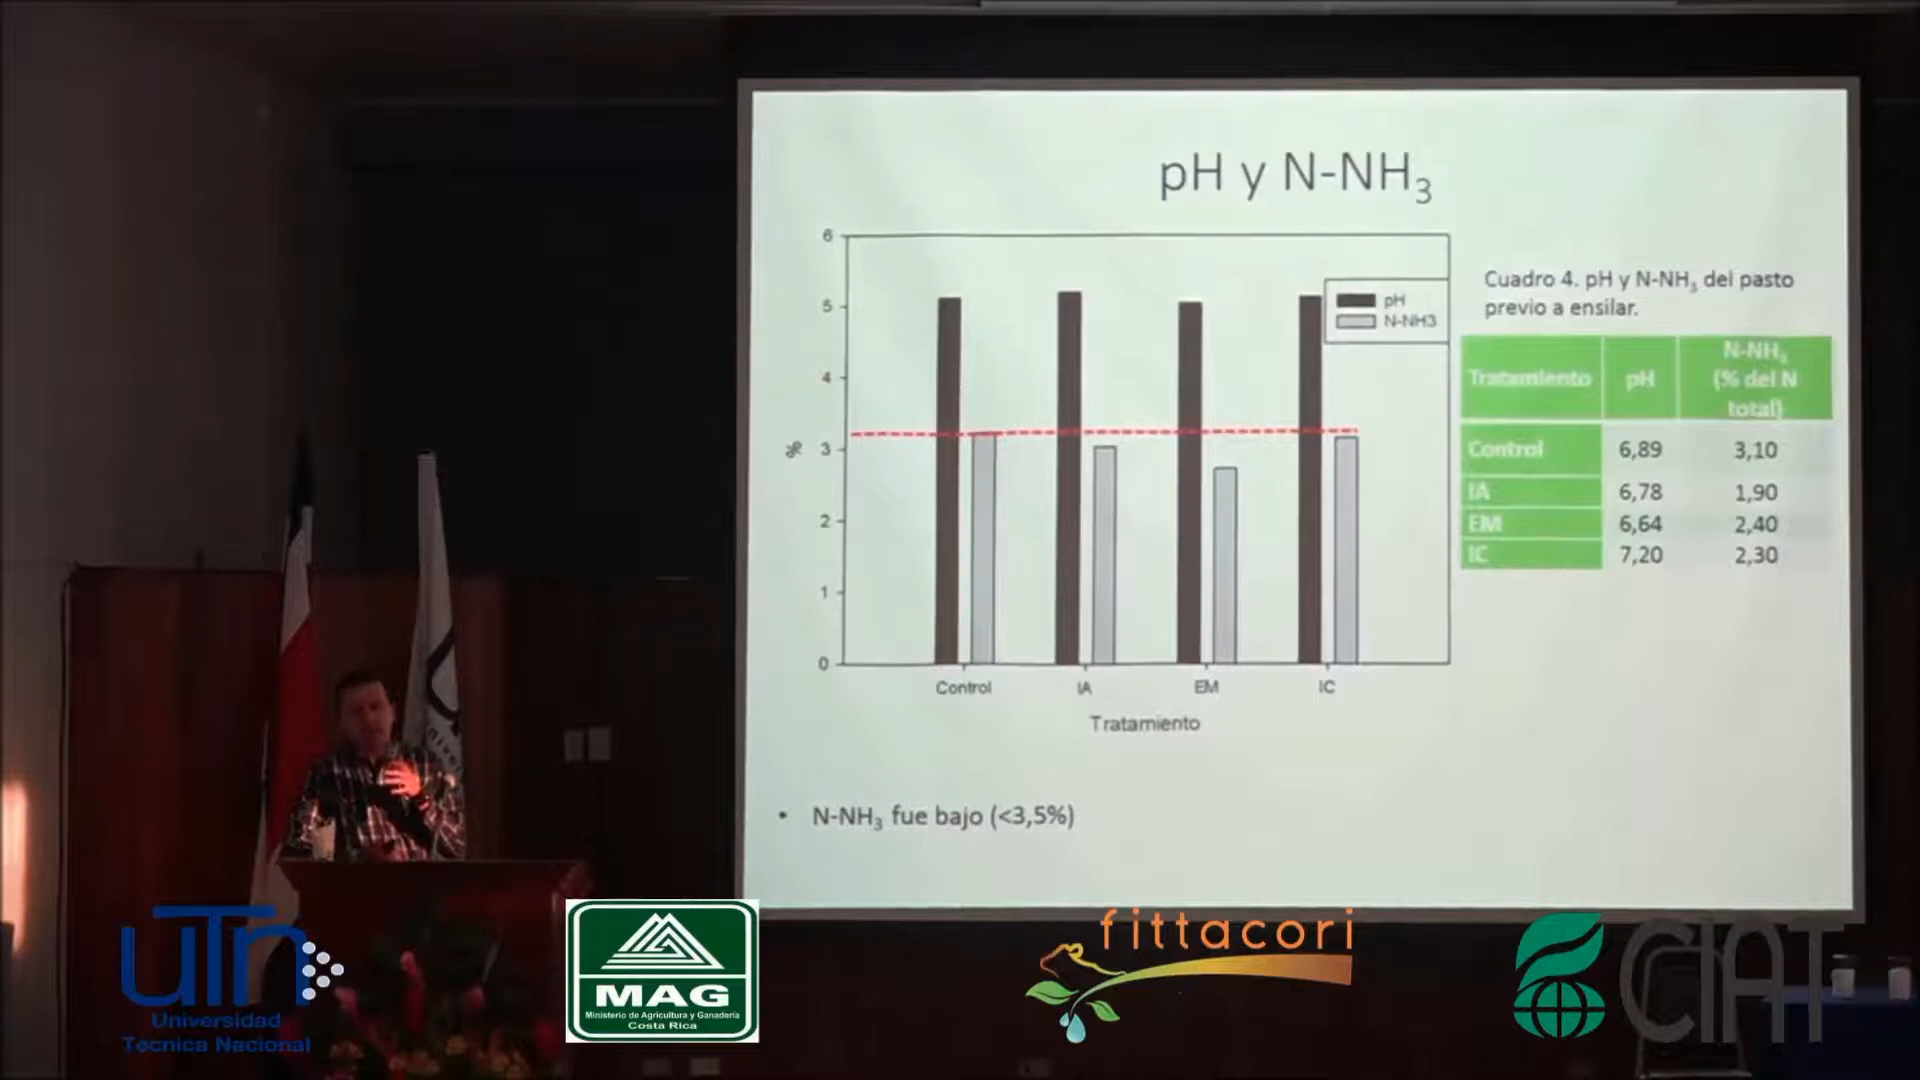 pH y N-NH₃
6
5
4
3
2
1
0
%
pH
N-NH3
Control
IA
EM
IC
Tratamiento
Cuadro 4. pH y N-NH₃ del pasto
previo a ensilar.
Tratamiento pH N-NH₃ (% del N total)
Control 6,89 3,10
IA 6,78 1,90
EM 6,64 2,40
IC 7,20 2,30
• N-NH₃ fue bajo (<3,5%)
UTn
Universidad
Tecnica Nacional
MAG
Ministerio de Agricultura y Ganadería
Costa Rica
fittacori
CIAT